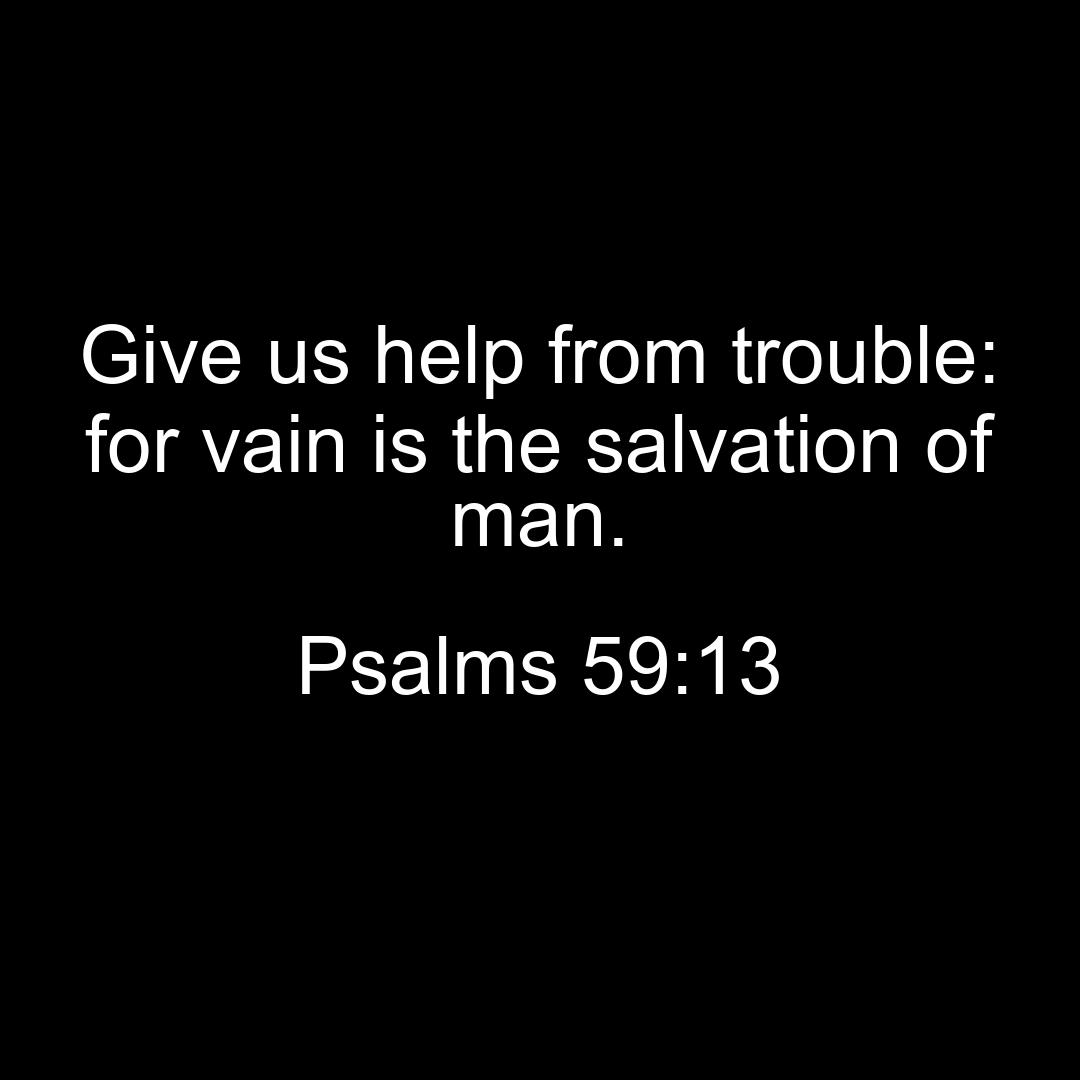 Give us help from trouble:
for vain is the salvation of
man.
Psalms 59:13